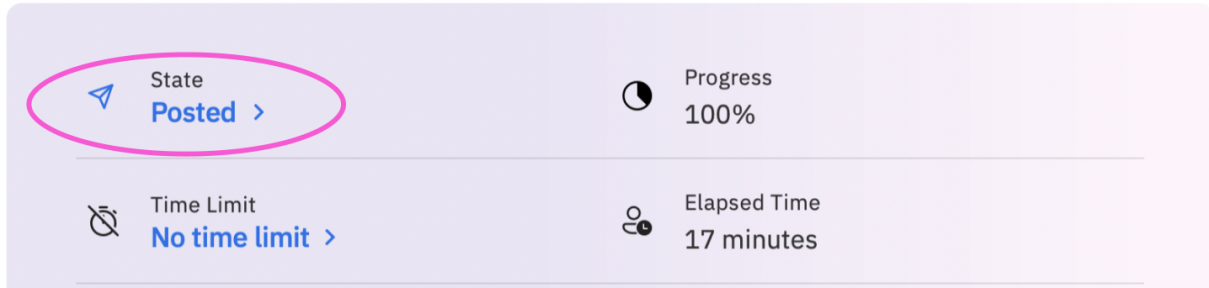 State
Posted >
Progress
100%
Time Limit
No time limit >
Elapsed Time
17 minutes